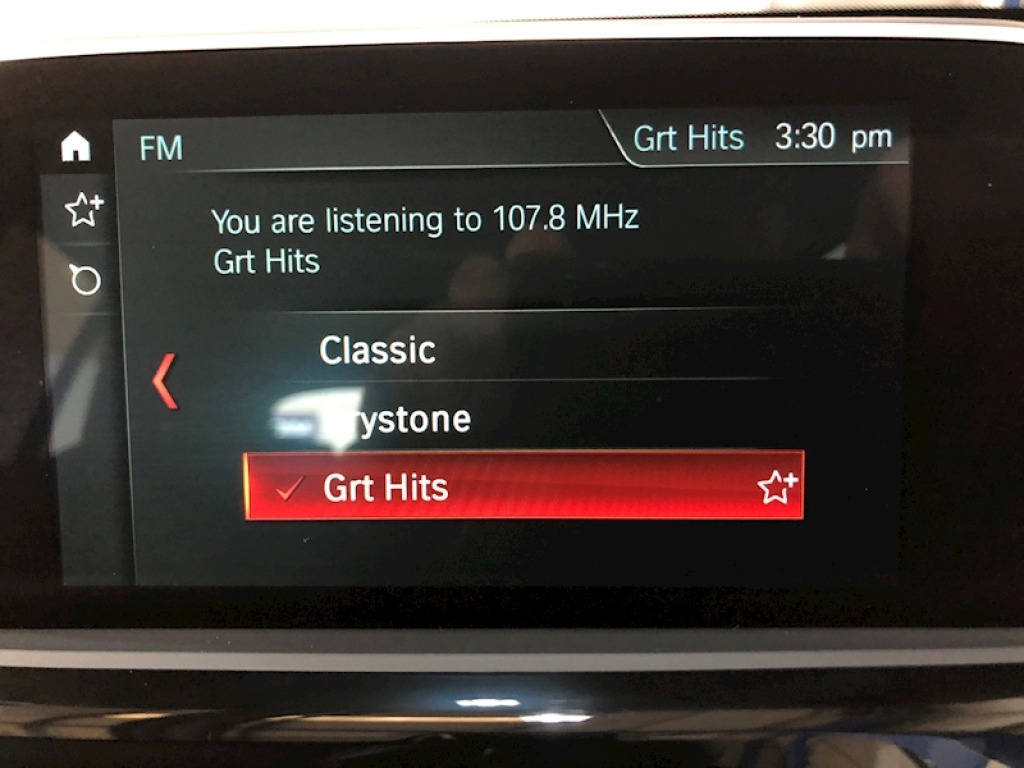 FM
Grt Hits 3:30 pm
You are listening to 107.8 MHz
Grt Hits
Classic
Grt Hits